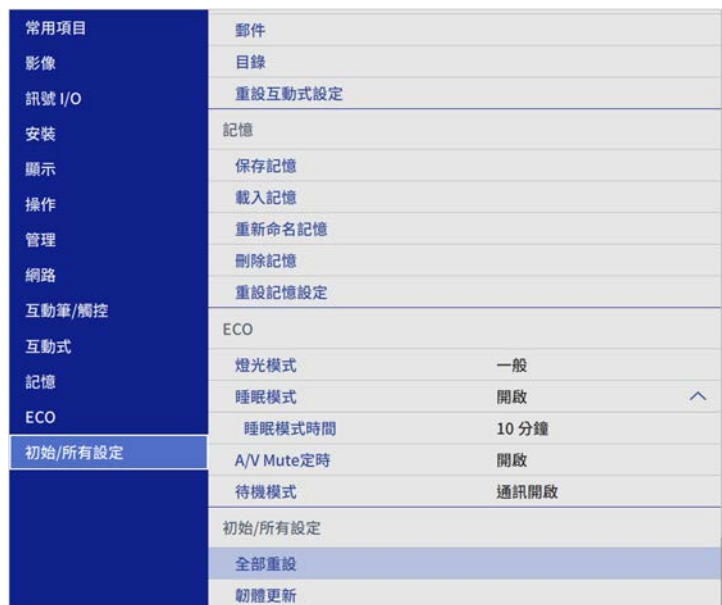 常用項目
影像
訊號 I/O
安裝
顯示
操作
管理
網路
互動筆/觸控
互動式
記憶
ECO
初始/所有設定
郵件
目錄
重設互動式設定
記憶
保存記憶
載入記憶
重新命名記憶
刪除記憶
重設記憶設定
ECO
燈光模式 一般
睡眠模式 開啟
睡眠模式時間 10 分鐘
A/V Mute定時 開啟
待機模式 通訊開啟
初始/所有設定
全部重設
韌體更新